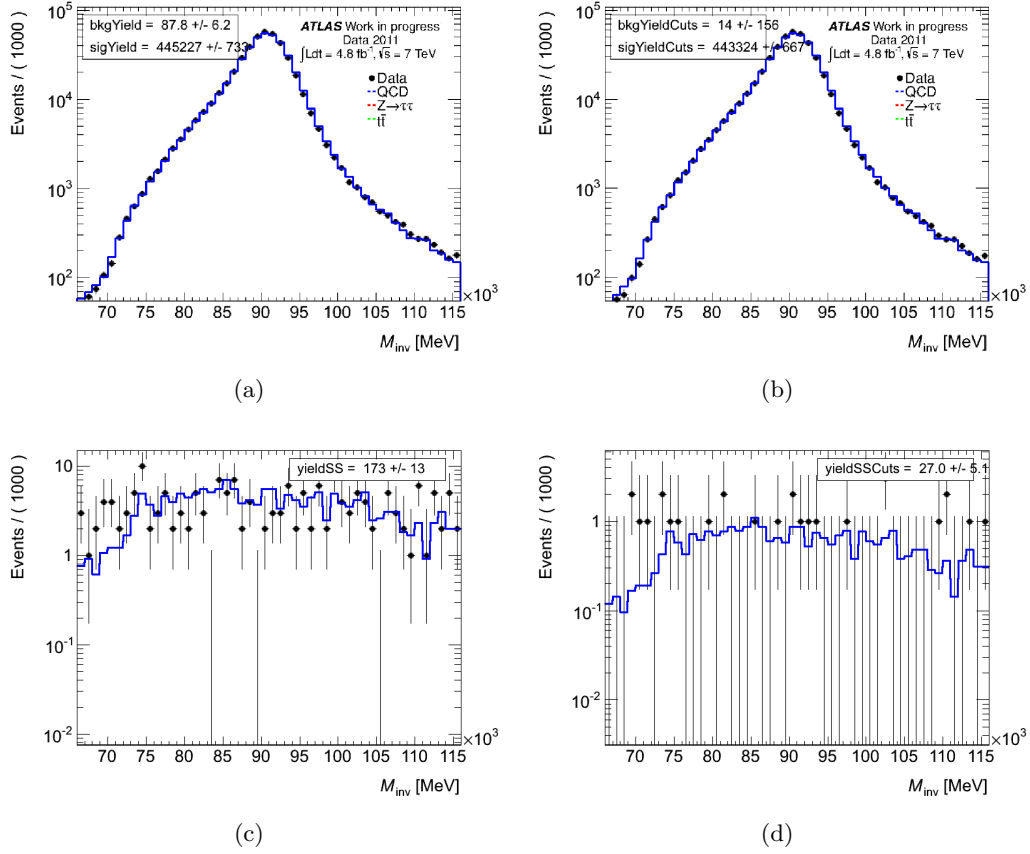 bkgYield = 87.8 +/- 6.2
sigYield = 445227 +/- 733
ATLAS Work in progress
Data 2011
∫Ldt = 4.8 fb⁻¹, √s = 7 TeV
Data
QCD
Z→ττ
tt̄
Events / ( 1000 )
10⁵
10⁴
10³
10²
70 75 80 85 90 95 100 105 110 115
×10³
M_inv [MeV]
(a)
bkgYieldCuts = 14 +/- 156
sigYieldCuts = 443324 +/- 667
ATLAS Work in progress
Data 2011
∫Ldt = 4.8 fb⁻¹, √s = 7 TeV
Data
QCD
Z→ττ
tt̄
Events / ( 1000 )
10⁵
10⁴
10³
10²
70 75 80 85 90 95 100 105 110 115
×10³
M_inv [MeV]
(b)
yieldSS = 173 +/- 13
Events / ( 1000 )
10
1
10⁻¹
10⁻²
70 75 80 85 90 95 100 105 110 115
×10³
M_inv [MeV]
(c)
yieldSSCuts = 27.0 +/- 5.1
Events / ( 1000 )
1
10⁻¹
10⁻²
70 75 80 85 90 95 100 105 110 115
×10³
M_inv [MeV]
(d)